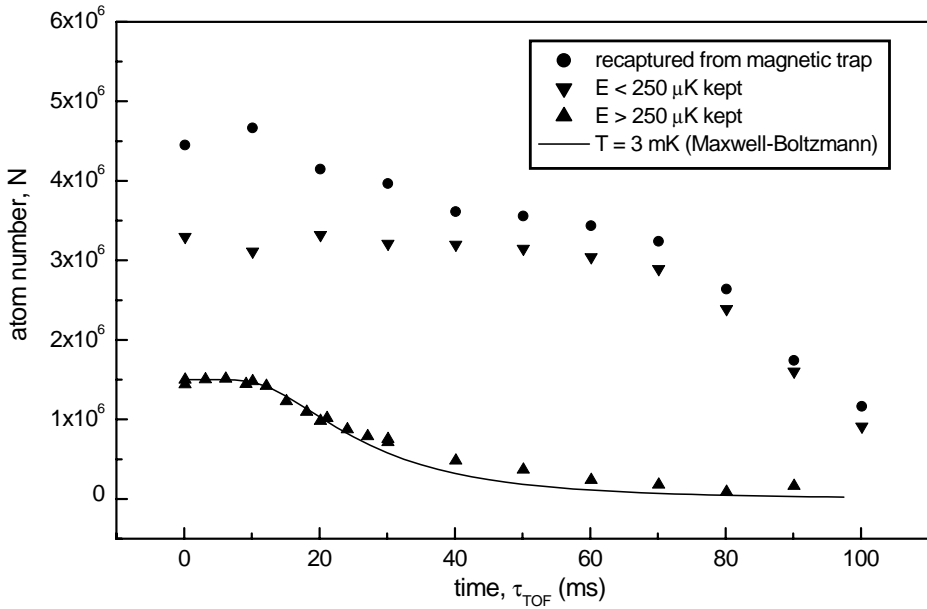 6x10⁶
5x10⁶
4x10⁶
3x10⁶
2x10⁶
1x10⁶
0
atom number, N
recaptured from magnetic trap
E < 250 μK kept
E > 250 μK kept
T = 3 mK (Maxwell-Boltzmann)
0 20 40 60 80 100
time, τTOF (ms)